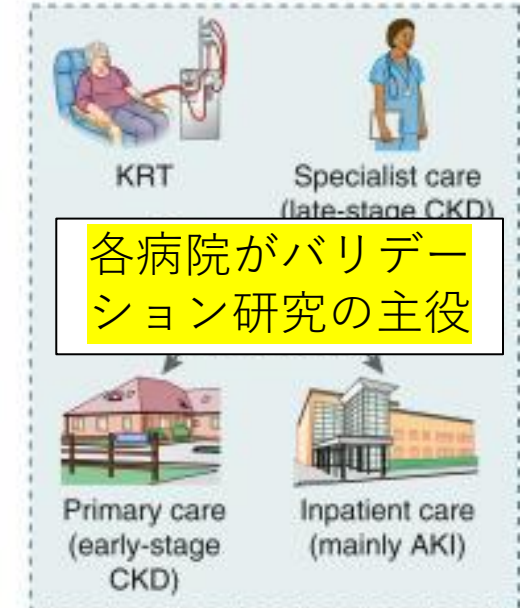 KRT
Specialist care
(late-stage CKD)
各病院がバリデー
ション研究の主役
Primary care
(early-stage
CKD)
Inpatient care
(mainly AKI)